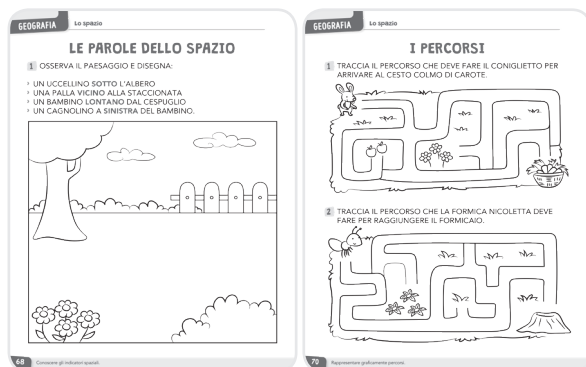 GEOGRAFIA
Lo spazio
LE PAROLE DELLO SPAZIO
1 OSSERVA IL PAESAGGIO E DISEGNA:
UN UCCELLINO SOTTO L'ALBERO
UNA PALLA VICINO ALLA STACCIONATA
UN BAMBINO LONTANO DAL CESPUGLIO
UN CAGNOLINO A SINISTRA DEL BAMBINO.
68 Conoscere gli indicatori spaziali.
GEOGRAFIA
Lo spazio
I PERCORSI
1 TRACCIA IL PERCORSO CHE DEVE FARE IL CONIGLIETTO PER
ARRIVARE AL CESTO COLMO DI CAROTE.
2 TRACCIA IL PERCORSO CHE LA FORMICA NICOLETTA DEVE
FARE PER RAGGIUNGERE IL FORMICAIO.
70 Rappresentare graficamente percorsi.